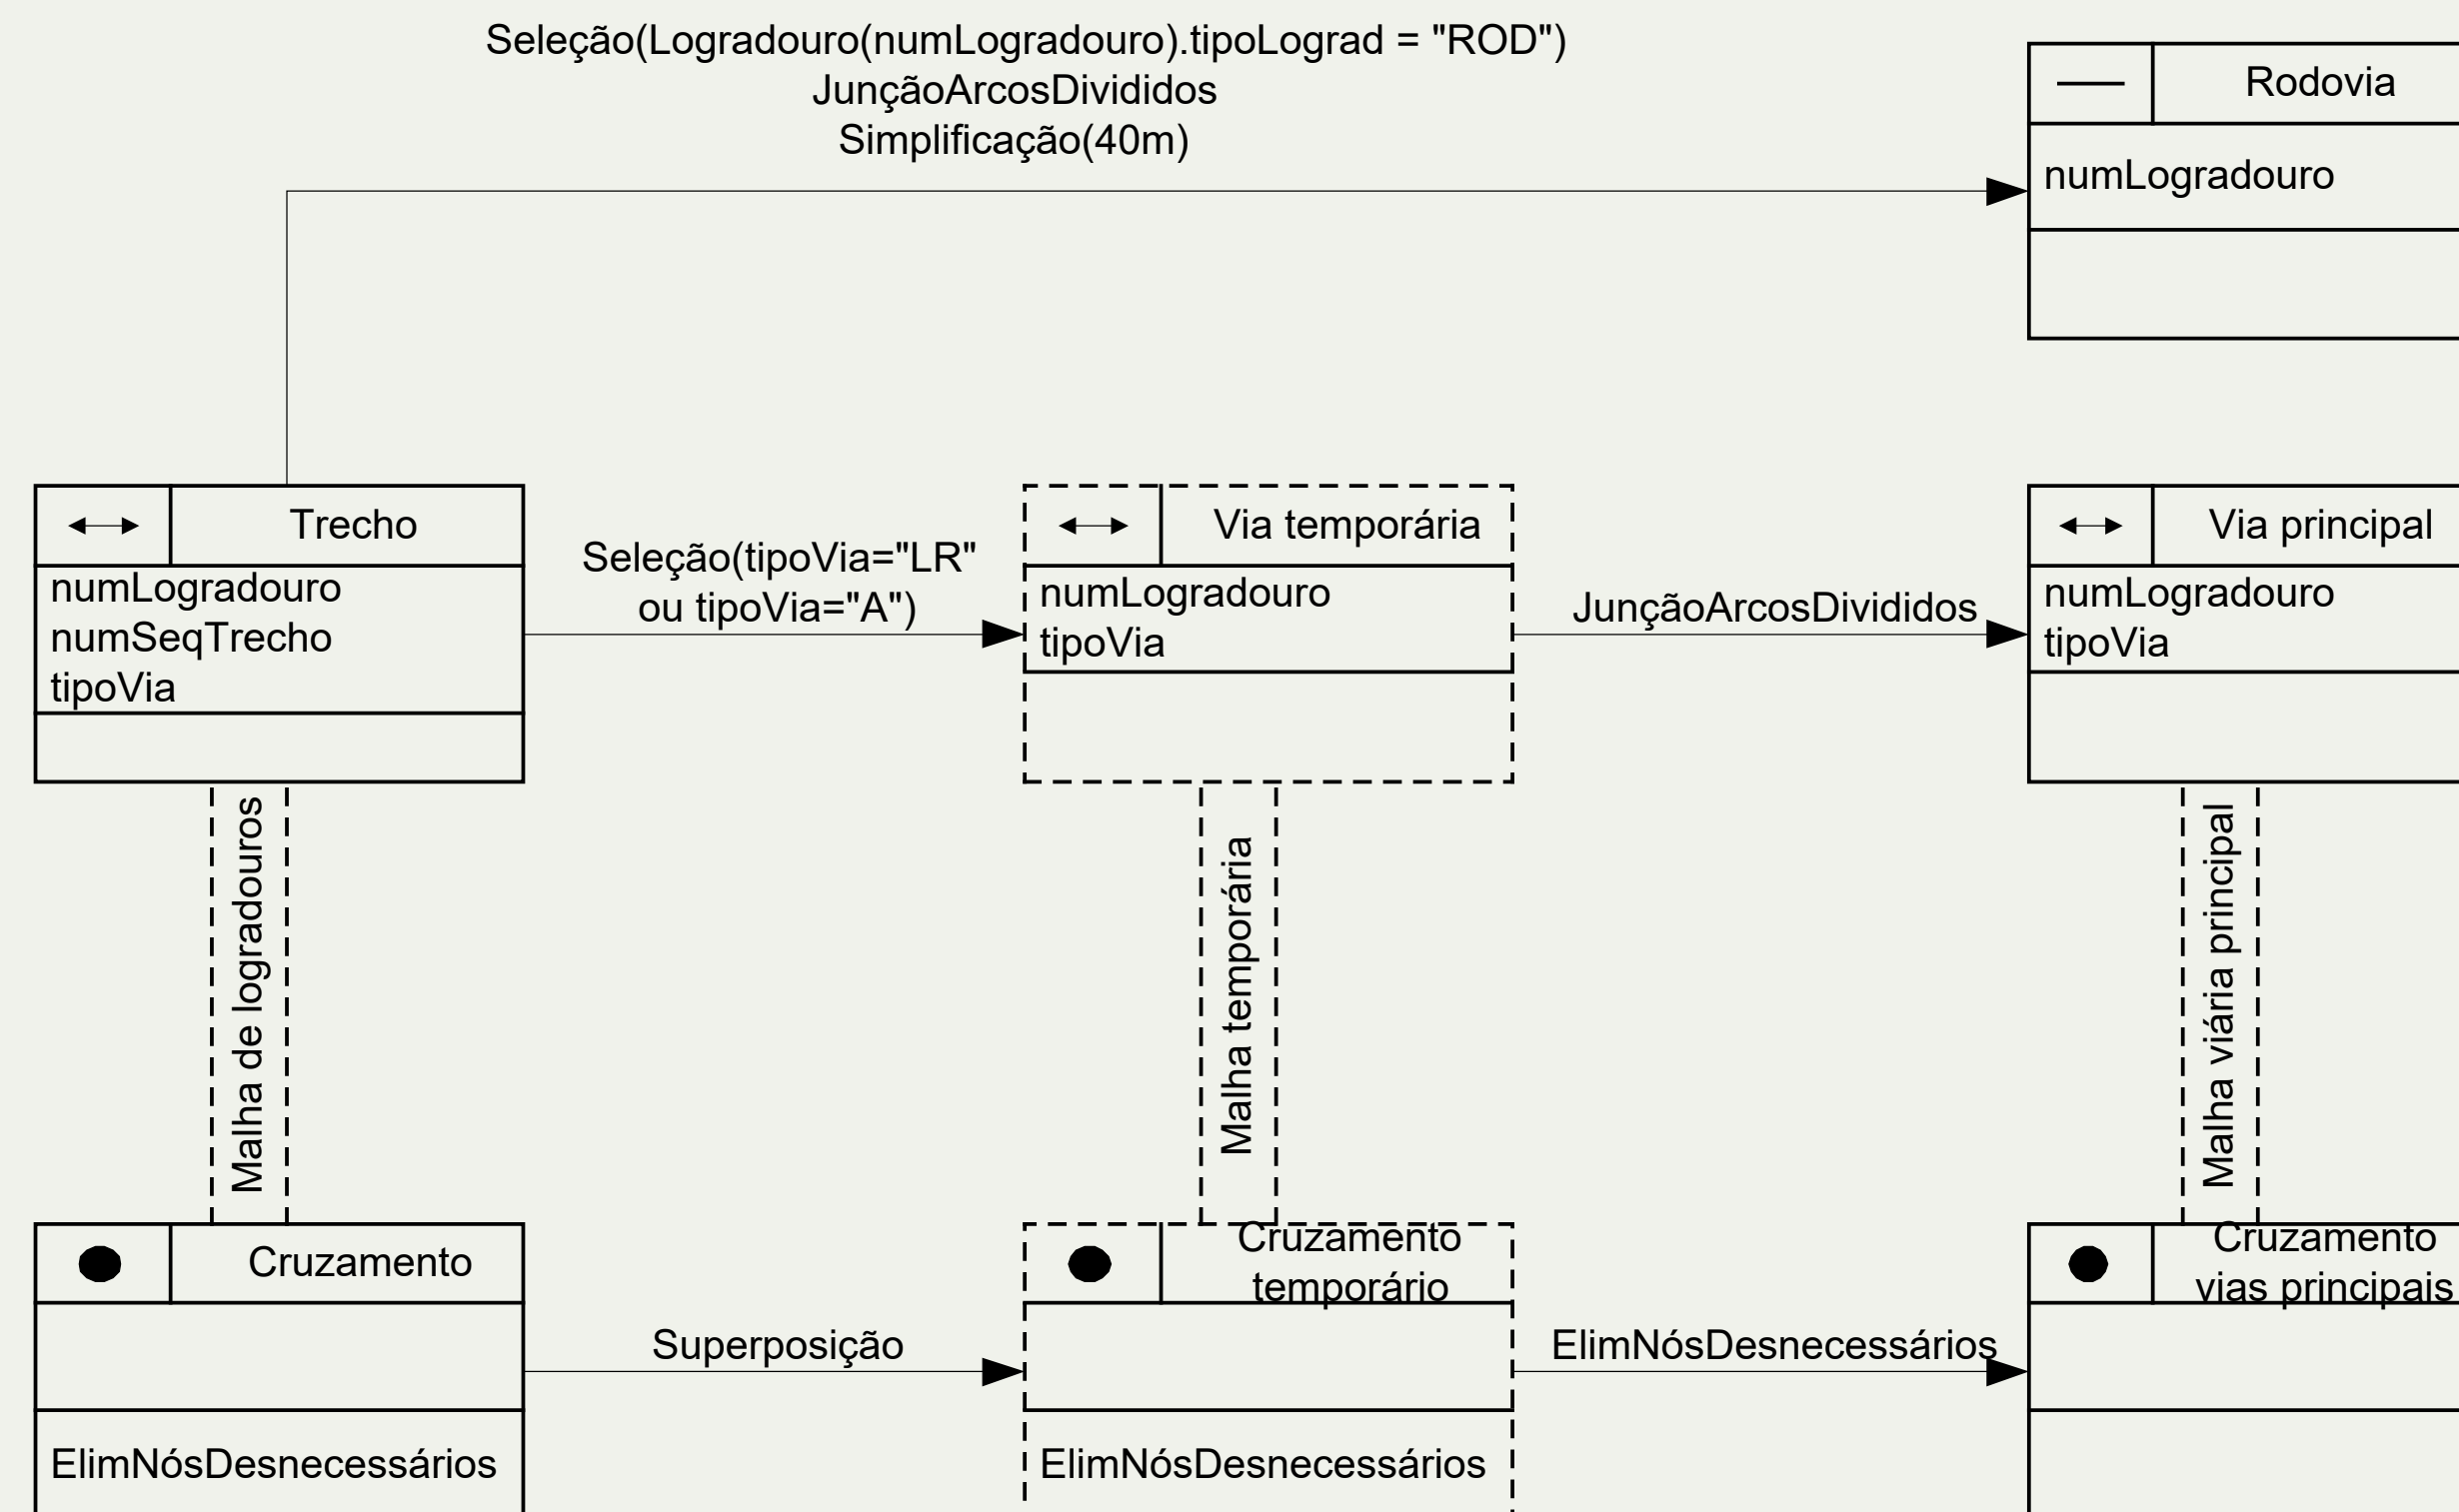 Seleção(Logradouro(numLogradouro).tipoLograd = "ROD")
JunçãoArcosDivididos
Simplificação(40m)
Rodovia
numLogradouro
Trecho
numLogradouro
numSeqTrecho
tipoVia
Seleção(tipoVia="LR"
ou tipoVia="A")
Via temporária
numLogradouro
tipoVia
JunçãoArcosDivididos
Via principal
numLogradouro
tipoVia
Malha de logradouros
Malha temporária
Malha viária principal
Cruzamento
ElimNósDesnecessários
Superposição
Cruzamento
temporário
ElimNósDesnecessários
ElimNósDesnecessários
Cruzamento
vias principais